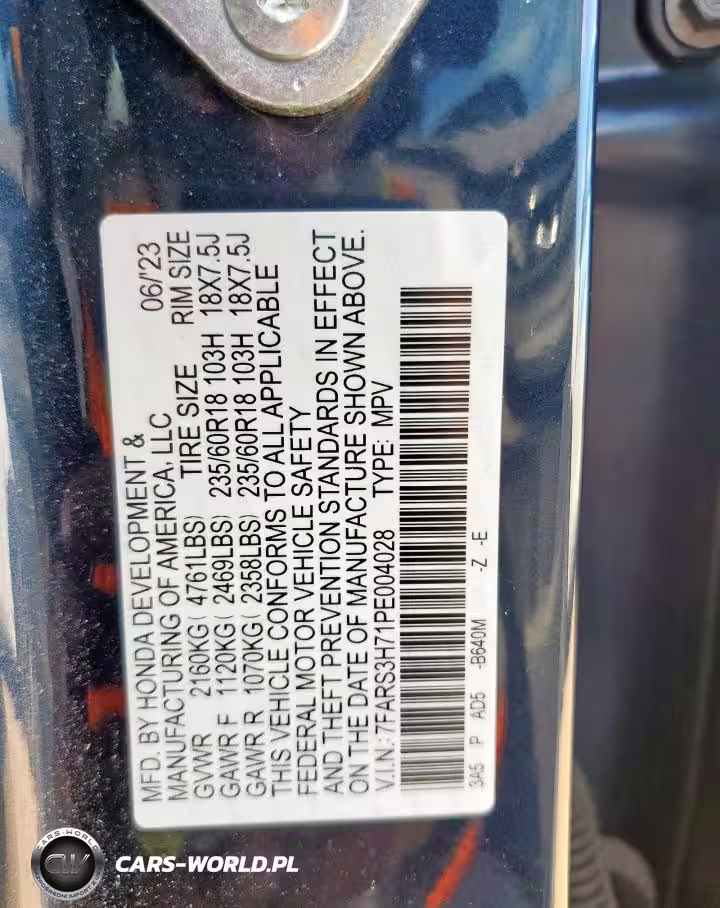 MFD. BY HONDA DEVELOPMENT &
MANUFACTURING OF AMERICA, LLC 06/'23
GVWR 2160KG( 4761LBS) TIRE SIZE RIM SIZE
GAWR F 1120KG( 2469LBS) 235/60R18 103H 18X7.5J
GAWR R 1070KG( 2358LBS) 235/60R18 103H 18X7.5J
THIS VEHICLE CONFORMS TO ALL APPLICABLE
FEDERAL MOTOR VEHICLE SAFETY
AND THEFT PREVENTION STANDARDS IN EFFECT
ON THE DATE OF MANUFACTURE SHOWN ABOVE.
V.I.N.: 7FARS3H71PE004028 TYPE: MPV
3A5 P AD5 -B640M -Z -E
CARS-WORLD
CW
CARS-WORLD.PL